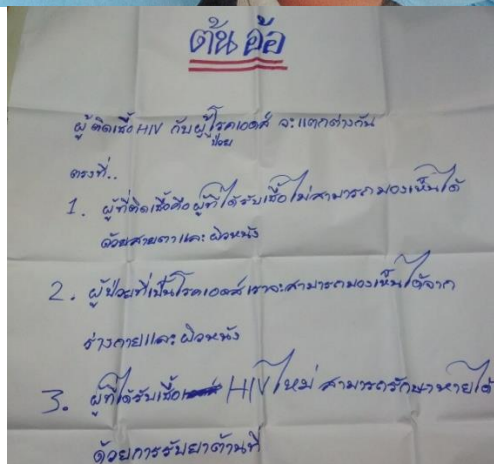 ต้นอ้อ
ผู้ติดเชื้อ HIV กับผู้ป่วยโรคเอดส์ จะแตกต่างกัน
ตรงที่..
1. ผู้ที่ติดเชื้อคือผู้ที่ได้รับเชื้อไม่สามารถมองเห็นได้
ด้วยสายตาและผิวหนัง
2. ผู้ป่วยที่เป็นโรคเอดส์เราจะสามารถมองเห็นได้จาก
ร่างกายและผิวหนัง
3. ผู้ที่ได้รับเชื้อ HIV ใหม่ สามารถรักษาหายได้
ด้วยการรับยาต้านที่